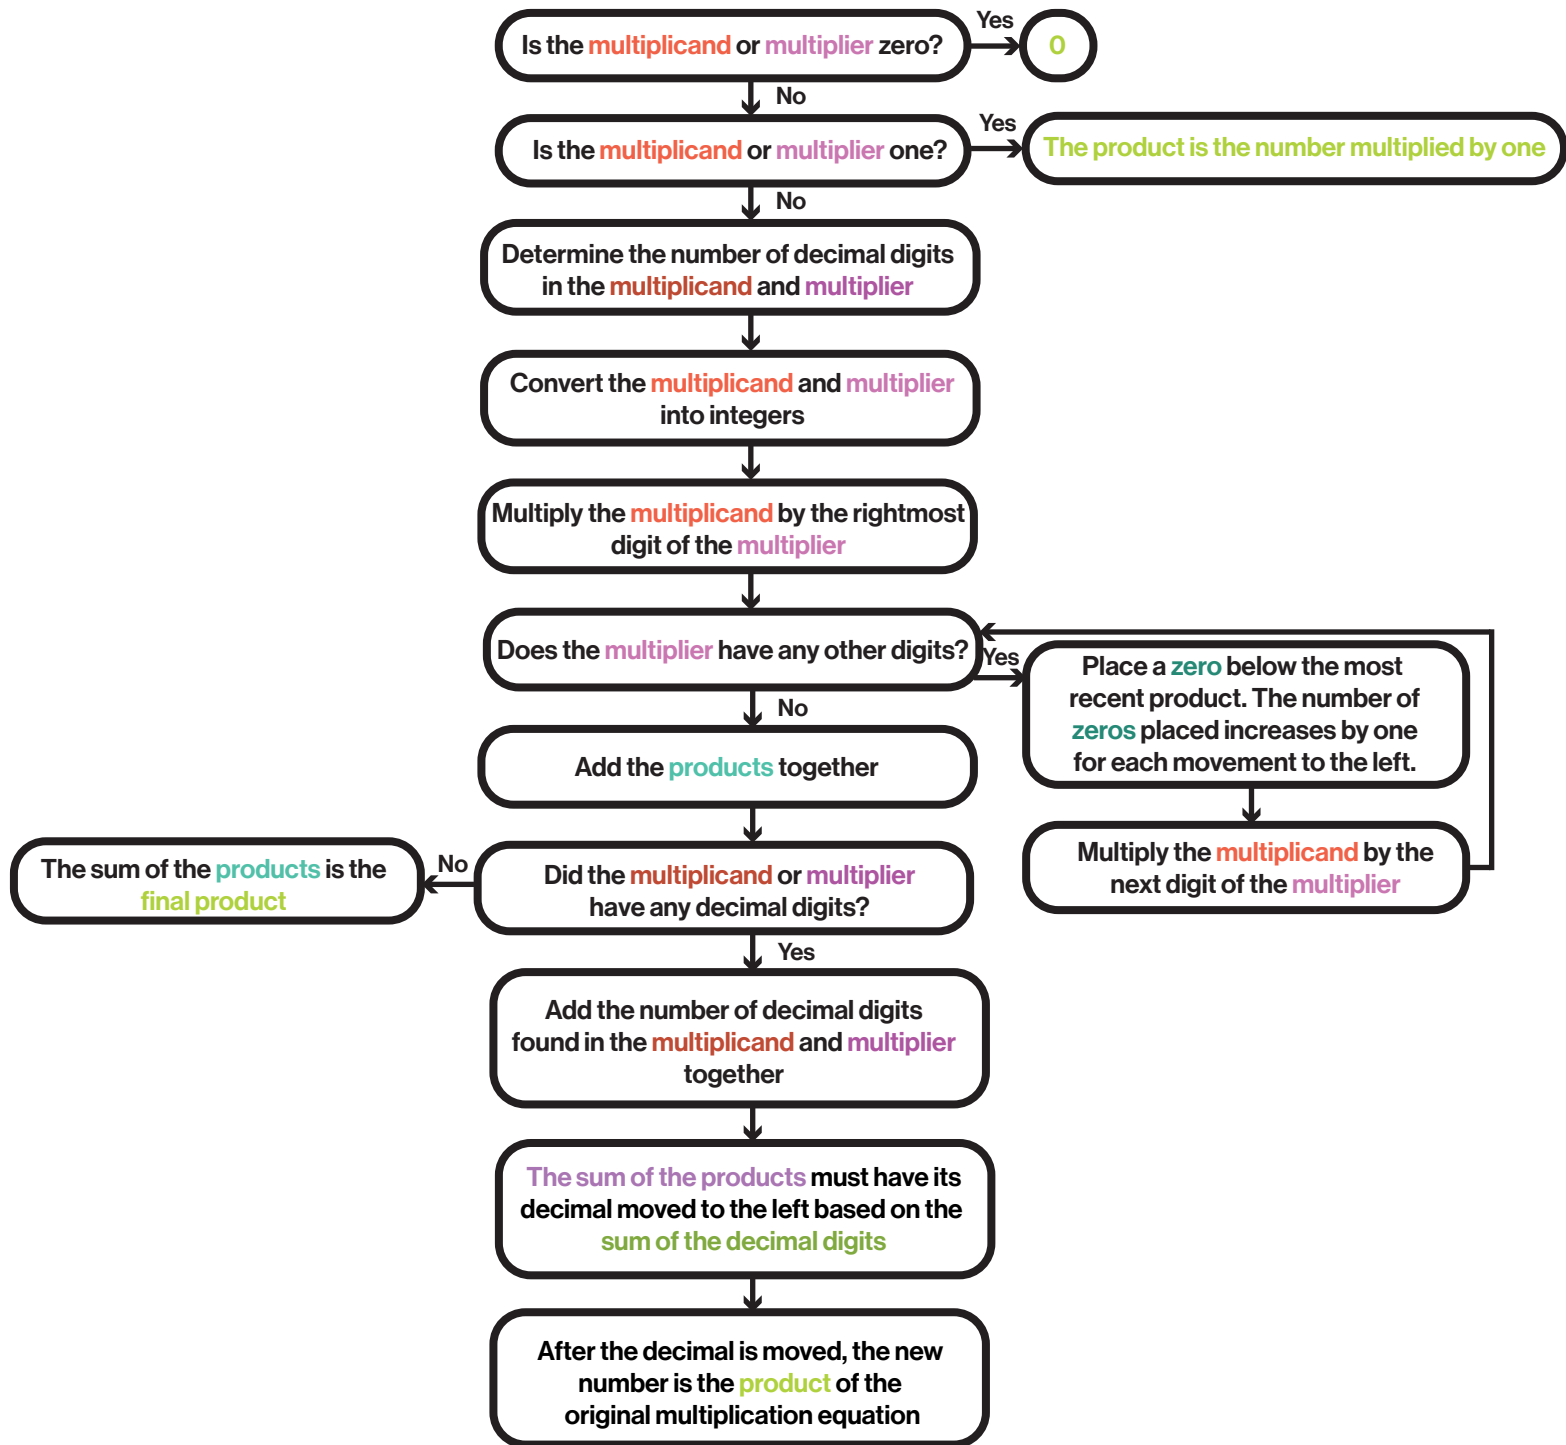 Is the multiplicand or multiplier zero?
Yes
0
No
Is the multiplicand or multiplier one?
Yes
The product is the number multiplied by one
No
Determine the number of decimal digits
in the multiplicand and multiplier
Convert the multiplicand and multiplier
into integers
Multiply the multiplicand by the rightmost
digit of the multiplier
Does the multiplier have any other digits?
Yes
Place a zero below the most
recent product. The number of
zeros placed increases by one
for each movement to the left.
Multiply the multiplicand by the
next digit of the multiplier
No
Add the products together
Did the multiplicand or multiplier
have any decimal digits?
No
The sum of the products is the
final product
Yes
Add the number of decimal digits
found in the multiplicand and multiplier
together
The sum of the products must have its
decimal moved to the left based on the
sum of the decimal digits
After the decimal is moved, the new
number is the product of the
original multiplication equation